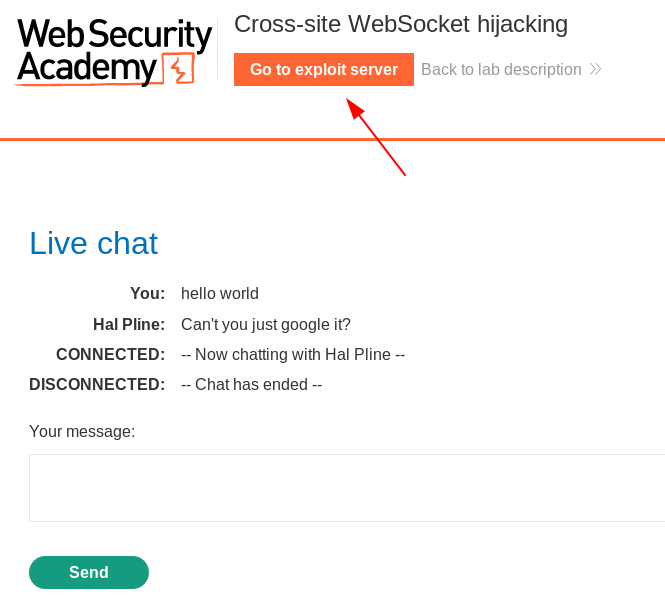 Web Security
Academy
Cross-site WebSocket hijacking
Go to exploit server Back to lab description
Live chat
You: hello world
Hal Pline: Can't you just google it?
CONNECTED: -- Now chatting with Hal Pline --
DISCONNECTED: -- Chat has ended --
Your message:
Send